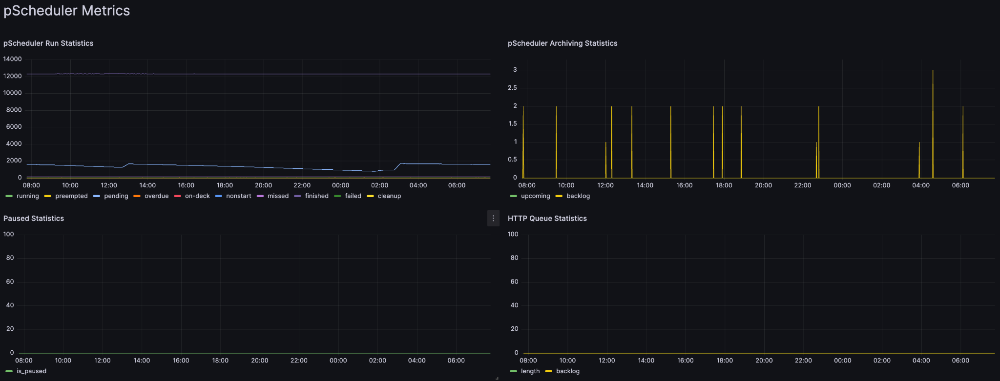 pScheduler Metrics
pScheduler Run Statistics
14000
12000
10000
8000
6000
4000
2000
0
08:00 10:00 12:00 14:00 16:00 18:00 20:00 22:00 00:00 02:00 04:00 06:00
running preempted pending overdue on-deck nonstart missed finished failed cleanup
pScheduler Archiving Statistics
3
2.5
2
1.5
1
0.5
0
08:00 10:00 12:00 14:00 16:00 18:00 20:00 22:00 00:00 02:00 04:00 06:00
upcoming backlog
Paused Statistics
100
80
60
40
20
0
08:00 10:00 12:00 14:00 16:00 18:00 20:00 22:00 00:00 02:00 04:00 06:00
is_paused
HTTP Queue Statistics
100
80
60
40
20
0
08:00 10:00 12:00 14:00 16:00 18:00 20:00 22:00 00:00 02:00 04:00 06:00
length backlog